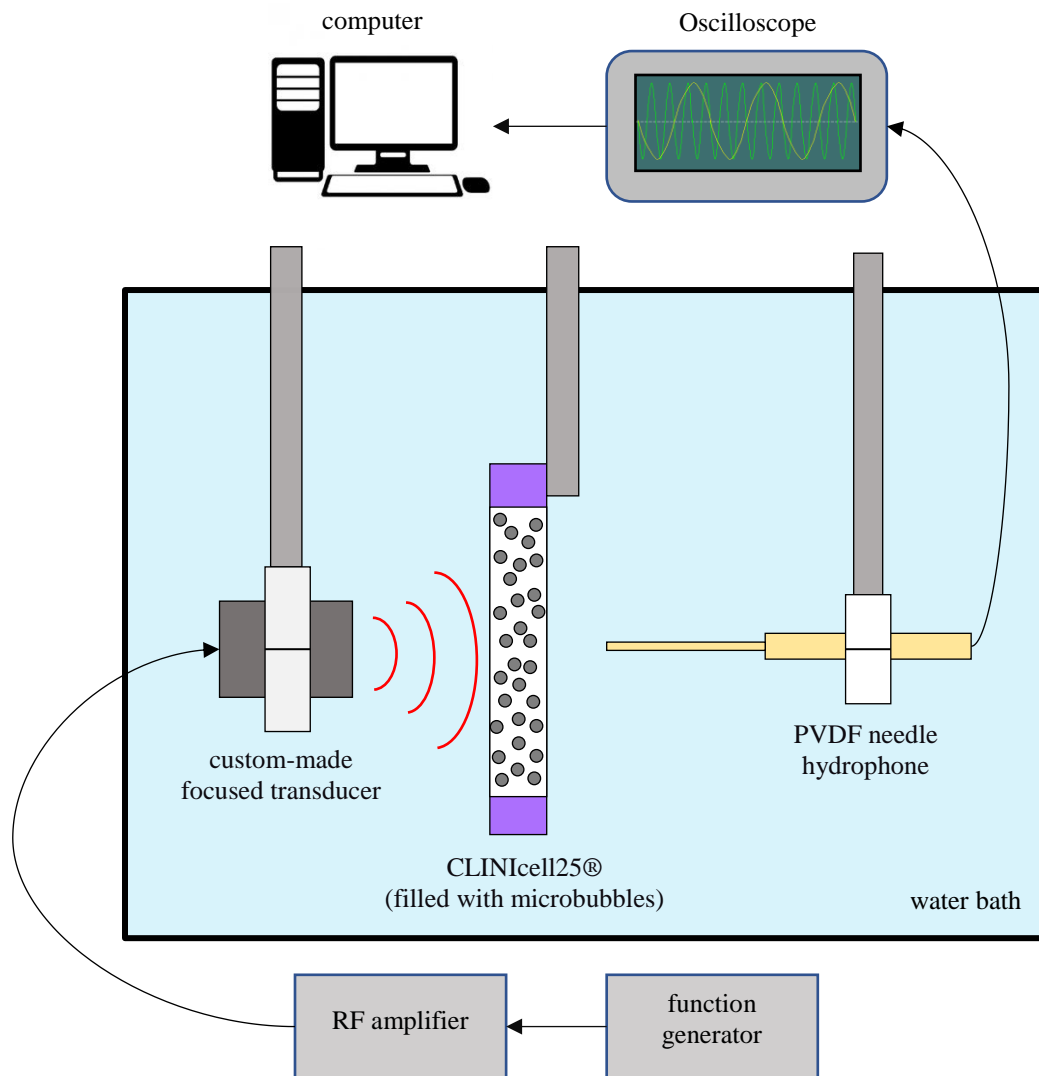 computer
Oscilloscope
custom-made
focused transducer
PVDF needle
hydrophone
CLINIcell25®
(filled with microbubbles)
water bath
RF amplifier
function
generator